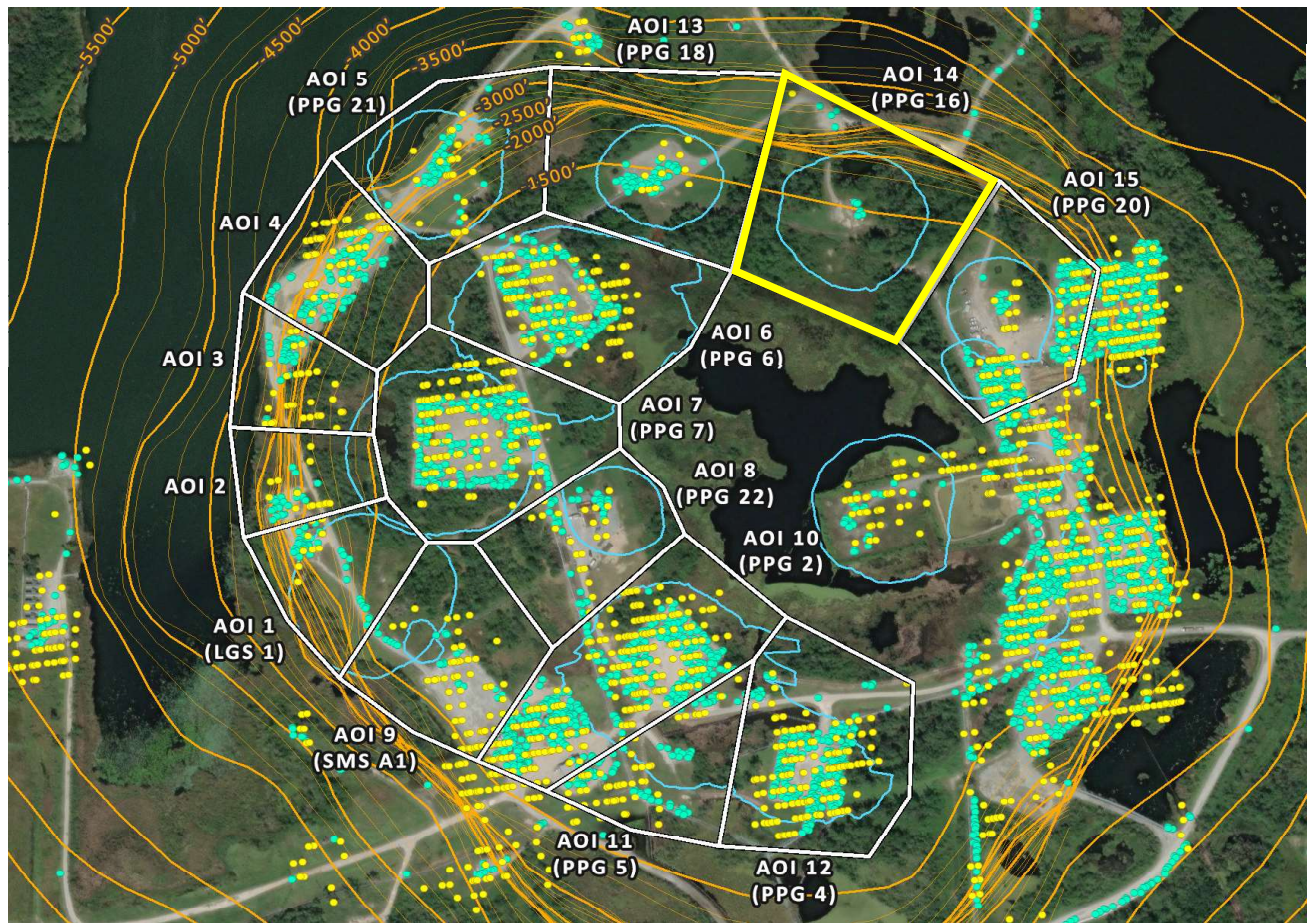 -5500'
-5000'
-4500'
-4000'
-3500'
-3000'
-2500'
-2000'
-1500'
AOI 13
(PPG 18)
AOI 14
(PPG 16)
AOI 5
(PPG 21)
AOI 15
(PPG 20)
AOI 4
AOI 3
AOI 6
(PPG 6)
AOI 7
(PPG 7)
AOI 2
AOI 8
(PPG 22)
AOI 10
(PPG 2)
AOI 1
(LGS 1)
AOI 9
(SMS A1)
AOI 11
(PPG 5)
AOI 12
(PPG 4)